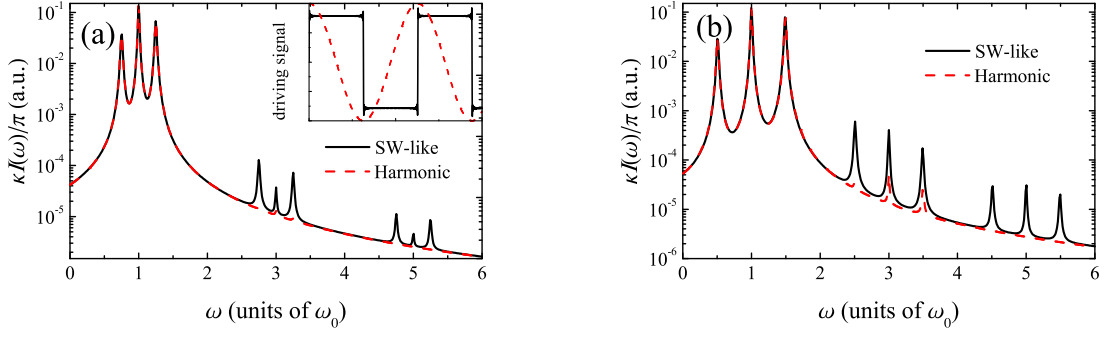 (a)
κI(ω)/π (a.u.)
10⁻¹
10⁻²
10⁻³
10⁻⁴
10⁻⁵
driving signal
SW-like
Harmonic
0 1 2 3 4 5 6
ω (units of ω₀)
(b)
κI(ω)/π (a.u.)
10⁻¹
10⁻²
10⁻³
10⁻⁴
10⁻⁵
10⁻⁶
SW-like
Harmonic
0 1 2 3 4 5 6
ω (units of ω₀)